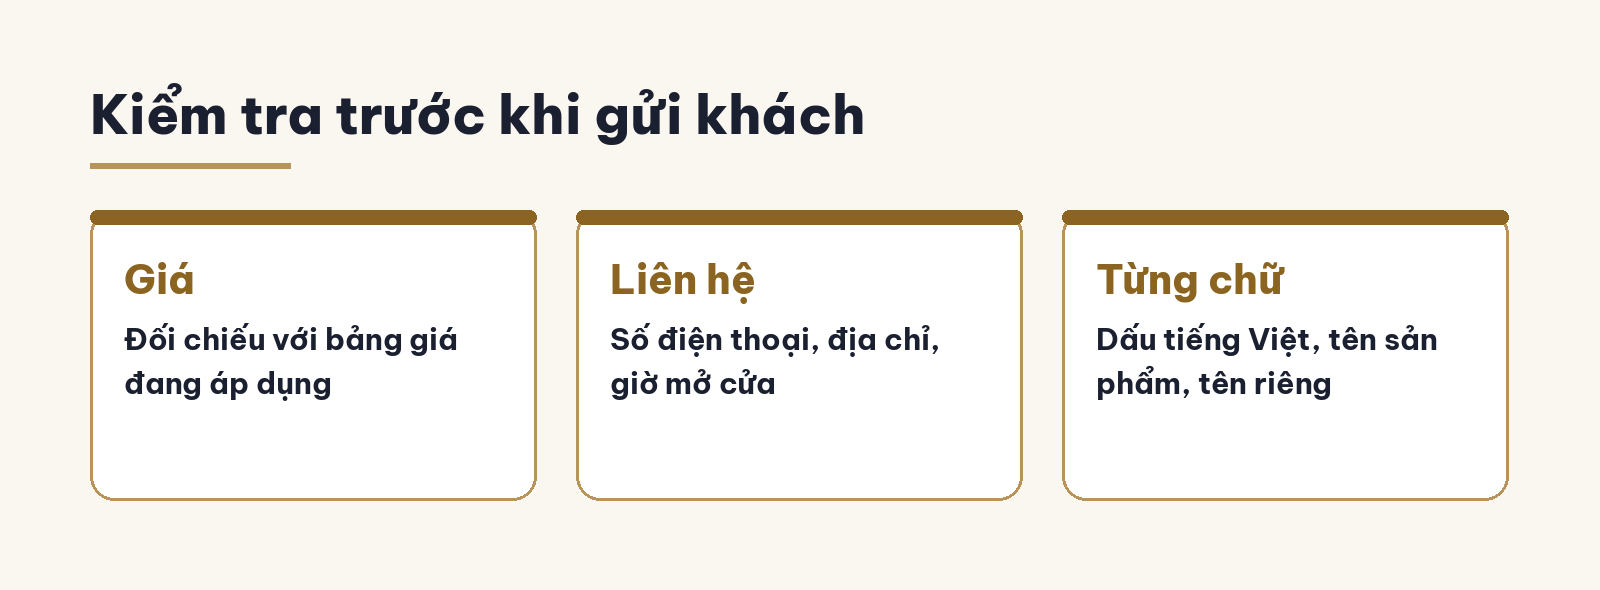 Kiểm tra trước khi gửi khách
Giá
Đối chiếu với bảng giá
đang áp dụng
Liên hệ
Số điện thoại, địa chỉ,
giờ mở cửa
Từng chữ
Dấu tiếng Việt, tên sản
phẩm, tên riêng